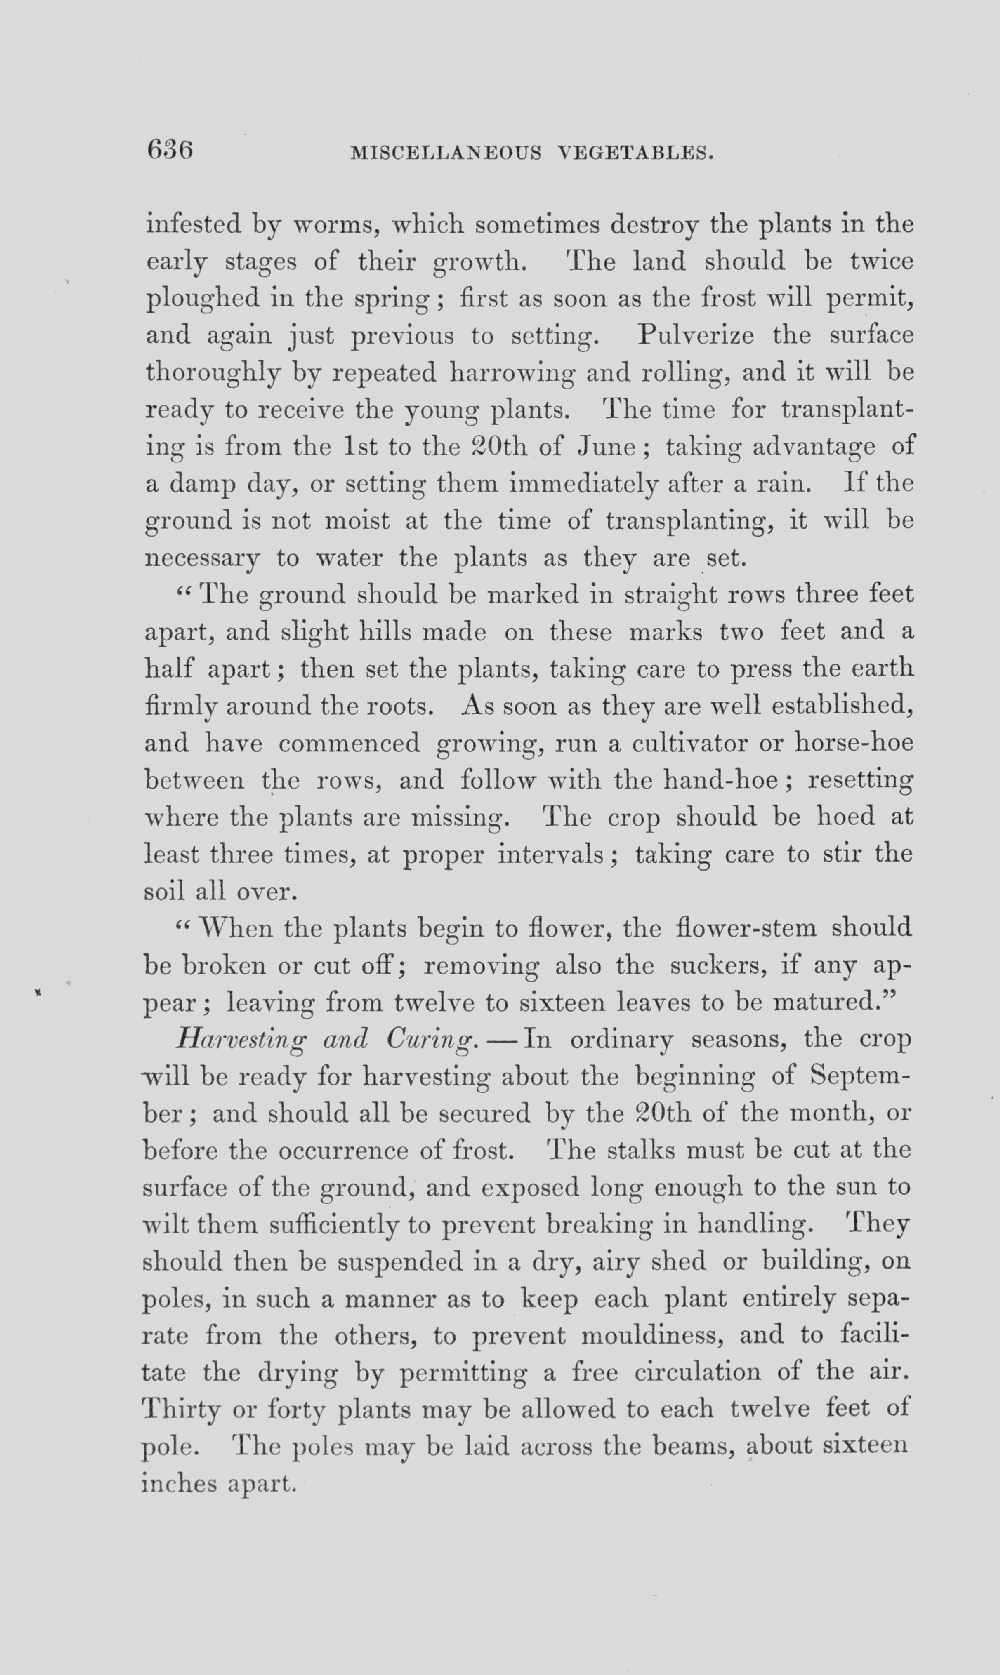 636 MISCELLANEOUS VEGETABLES.
infested by worms, which sometimes destroy the plants in the
early stages of their growth. The land should be twice
ploughed in the spring; first as soon as the frost will permit,
and again just previous to setting. Pulverize the surface
thoroughly by repeated harrowing and rolling, and it will be
ready to receive the young plants. The time for transplant-
ing is from the 1st to the 20th of June; taking advantage of
a damp day, or setting them immediately after a rain. If the
ground is not moist at the time of transplanting, it will be
necessary to water the plants as they are set.
“The ground should be marked in straight rows three feet
apart, and slight hills made on these marks two feet and a
half apart; then set the plants, taking care to press the earth
firmly around the roots. As soon as they are well established,
and have commenced growing, run a cultivator or horse-hoe
between the rows, and follow with the hand-hoe; resetting
where the plants are missing. The crop should be hoed at
least three times, at proper intervals; taking care to stir the
soil all over.
“When the plants begin to flower, the flower-stem should
be broken or cut off; removing also the suckers, if any ap-
pear; leaving from twelve to sixteen leaves to be matured.”
Harvesting and Curing. — In ordinary seasons, the crop
will be ready for harvesting about the beginning of Septem-
ber; and should all be secured by the 20th of the month, or
before the occurrence of frost. The stalks must be cut at the
surface of the ground, and exposed long enough to the sun to
wilt them sufficiently to prevent breaking in handling. They
should then be suspended in a dry, airy shed or building, on
poles, in such a manner as to keep each plant entirely sepa-
rate from the others, to prevent mouldiness, and to facili-
tate the drying by permitting a free circulation of the air.
Thirty or forty plants may be allowed to each twelve feet of
pole. The poles may be laid across the beams, about sixteen
inches apart.